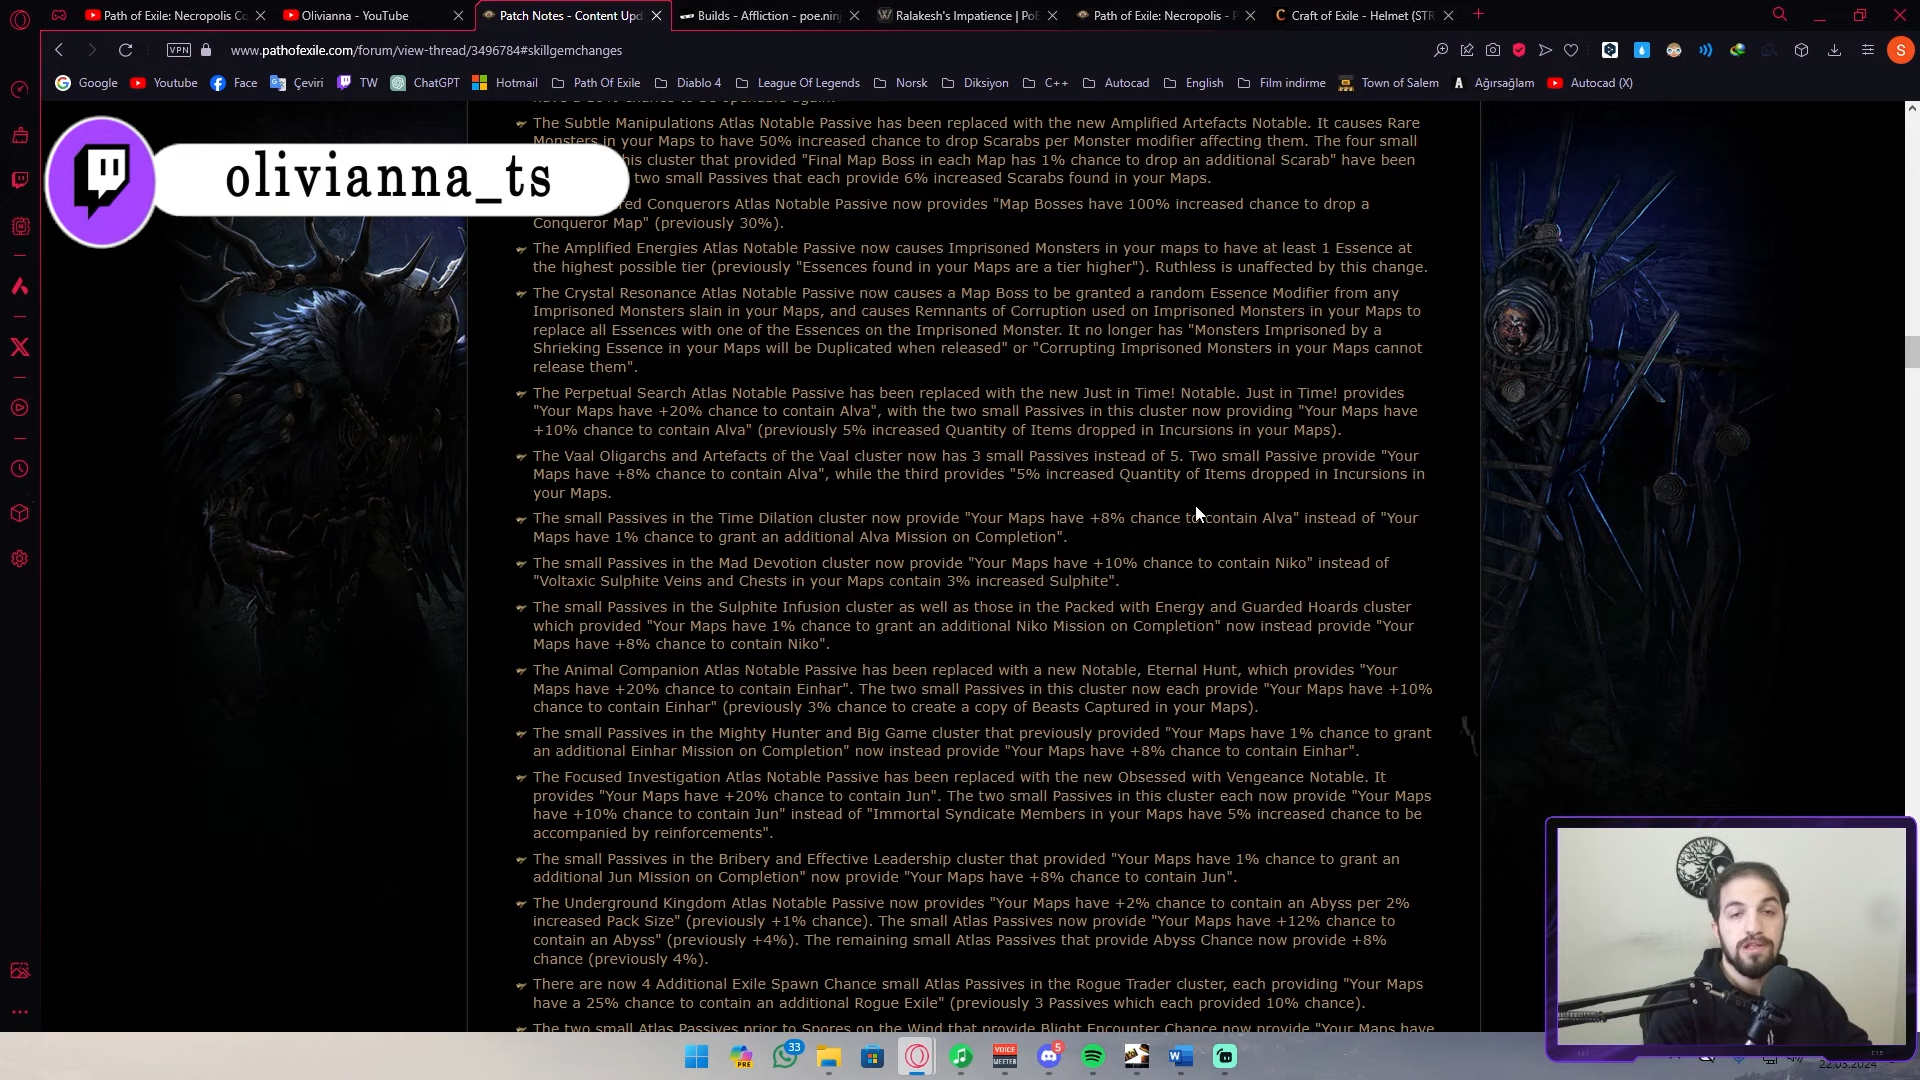 Path of Exile: Necropolis Co
Olivianna - YouTube
Patch Notes - Content Upd
Builds - Affliction - poe.ninj
Ralakesh's Impatience | PoE
Path of Exile: Necropolis - P
Craft of Exile - Helmet (STR
VPN
www.pathofexile.com/forum/view-thread/3496784#skillgemchanges
S
Google
Youtube
Face
Çeviri
TW
ChatGPT
Hotmail
Path Of Exile
Diablo 4
League Of Legends
Norsk
Diksiyon
C++
Autocad
English
Film indirme
Town of Salem
Ağırsağlam
Autocad (X)
The Subtle Manipulations Atlas Notable Passive has been replaced with the new Amplified Artefacts Notable. It causes Rare
Monsters in your Maps to have 50% increased chance to drop Scarabs per Monster modifier affecting them. The four small
his cluster that provided "Final Map Boss in each Map has 1% chance to drop an additional Scarab" have been
two small Passives that each provide 6% increased Scarabs found in your Maps.
olivianna_ts
red Conquerors Atlas Notable Passive now provides "Map Bosses have 100% increased chance to drop a
Conqueror Map" (previously 30%).
The Amplified Energies Atlas Notable Passive now causes Imprisoned Monsters in your maps to have at least 1 Essence at
the highest possible tier (previously "Essences found in your Maps are a tier higher"). Ruthless is unaffected by this change.
The Crystal Resonance Atlas Notable Passive now causes a Map Boss to be granted a random Essence Modifier from any
Imprisoned Monsters slain in your Maps, and causes Remnants of Corruption used on Imprisoned Monsters in your Maps to
replace all Essences with one of the Essences on the Imprisoned Monster. It no longer has "Monsters Imprisoned by a
Shrieking Essence in your Maps will be Duplicated when released" or "Corrupting Imprisoned Monsters in your Maps cannot
release them".
The Perpetual Search Atlas Notable Passive has been replaced with the new Just in Time! Notable. Just in Time! provides
"Your Maps have +20% chance to contain Alva", with the two small Passives in this cluster now providing "Your Maps have
+10% chance to contain Alva" (previously 5% increased Quantity of Items dropped in Incursions in your Maps).
The Vaal Oligarchs and Artefacts of the Vaal cluster now has 3 small Passives instead of 5. Two small Passive provide "Your
Maps have +8% chance to contain Alva", while the third provides "5% increased Quantity of Items dropped in Incursions in
your Maps.
The small Passives in the Time Dilation cluster now provide "Your Maps have +8% chance to contain Alva" instead of "Your
Maps have 1% chance to grant an additional Alva Mission on Completion".
The small Passives in the Mad Devotion cluster now provide "Your Maps have +10% chance to contain Niko" instead of
"Voltaxic Sulphite Veins and Chests in your Maps contain 3% increased Sulphite".
The small Passives in the Sulphite Infusion cluster as well as those in the Packed with Energy and Guarded Hoards cluster
which provided "Your Maps have 1% chance to grant an additional Niko Mission on Completion" now instead provide "Your
Maps have +8% chance to contain Niko".
The Animal Companion Atlas Notable Passive has been replaced with a new Notable, Eternal Hunt, which provides "Your
Maps have +20% chance to contain Einhar". The two small Passives in this cluster now each provide "Your Maps have +10%
chance to contain Einhar" (previously 3% chance to create a copy of Beasts Captured in your Maps).
The small Passives in the Mighty Hunter and Big Game cluster that previously provided "Your Maps have 1% chance to grant
an additional Einhar Mission on Completion" now instead provide "Your Maps have +8% chance to contain Einhar".
The Focused Investigation Atlas Notable Passive has been replaced with the new Obsessed with Vengeance Notable. It
provides "Your Maps have +20% chance to contain Jun". The two small Passives in this cluster each now provide "Your Maps
have +10% chance to contain Jun" instead of "Immortal Syndicate Members in your Maps have 5% increased chance to be
accompanied by reinforcements".
The small Passives in the Bribery and Effective Leadership cluster that provided "Your Maps have 1% chance to grant an
additional Jun Mission on Completion" now provide "Your Maps have +8% chance to contain Jun".
The Underground Kingdom Atlas Notable Passive now provides "Your Maps have +2% chance to contain an Abyss per 2%
increased Pack Size" (previously +1% chance). The small Atlas Passives now provide "Your Maps have +12% chance to
contain an Abyss" (previously +4%). The remaining small Atlas Passives that provide Abyss Chance now provide +8%
chance (previously 4%).
There are now 4 Additional Exile Spawn Chance small Atlas Passives in the Rogue Trader cluster, each providing "Your Maps
have a 25% chance to contain an additional Rogue Exile" (previously 3 Passives which each provided 10% chance).
The two small Atlas Passives prior to Spores on the Wind that provide Blight Encounter Chance now provide "Your Maps have
PRE
33
VOICE
MEETER
5
22.03.2024